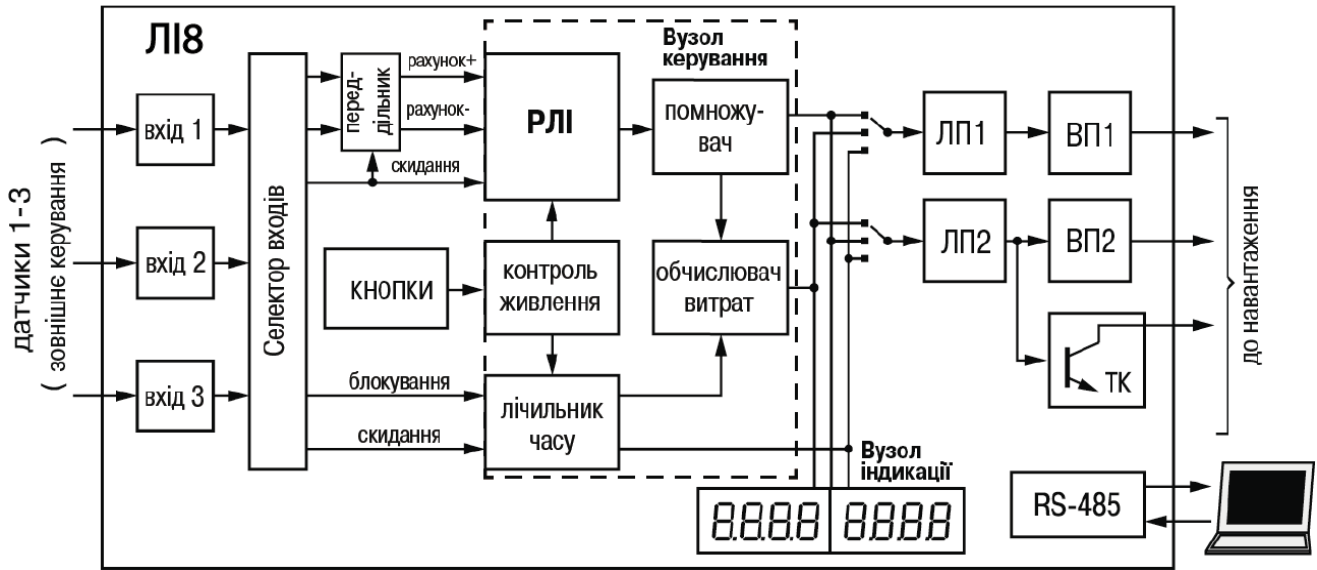 ЛІ8
Вузол
керування
вхід 1
вхід 2
вхід 3
датчики 1-3
( зовнішнє керування )
Селектор входів
перед-
дільник
рахунок+
рахунок-
скидання
РЛІ
помножу-
вач
КНОПКИ
контроль
живлення
обчислювач
витрат
блокування
скидання
лічильник
часу
ЛП1
ВП1
ЛП2
ВП2
ТК
до навантаження
Вузол
індикації
8.8.8.8 8.8.8.8
RS-485